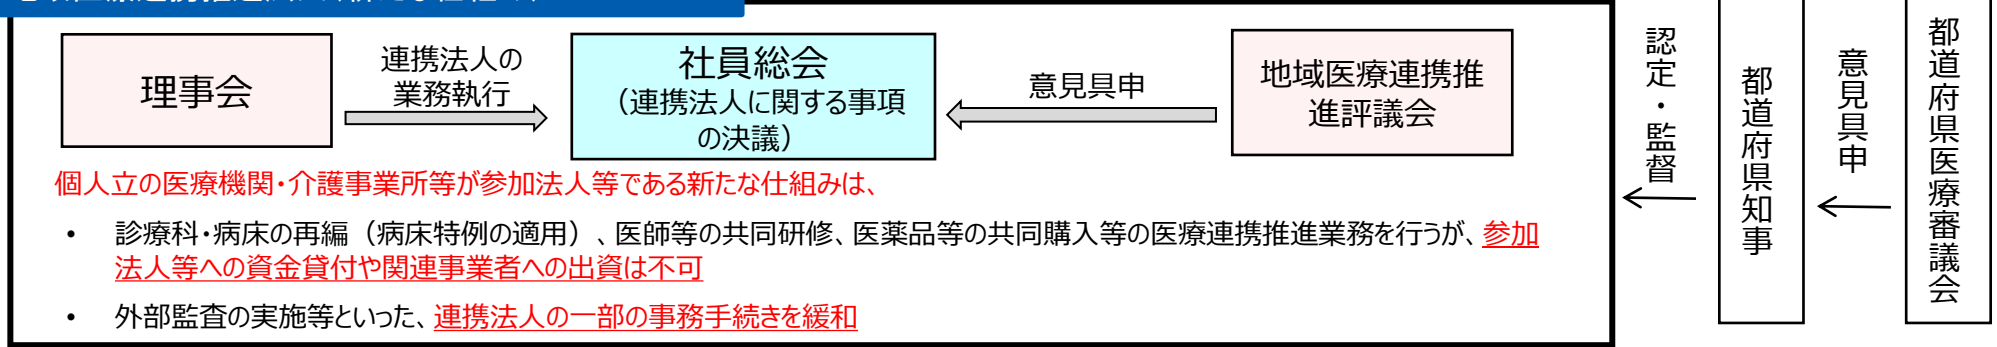 理事会
連携法人の
業務執行
社員総会
（連携法人に関する事項
の決議）
意見具申
地域医療連携推
進評議会
個人立の医療機関・介護事業所等が参加法人等である新たな仕組みは、
• 診療科・病床の再編（病床特例の適用）、医師等の共同研修、医薬品等の共同購入等の医療連携推進業務を行うが、参加
法人等への資金貸付や関連事業者への出資は不可
• 外部監査の実施等といった、連携法人の一部の事務手続きを緩和
認定・監督
都道府県知事
意見具申
都道府県医療審議会